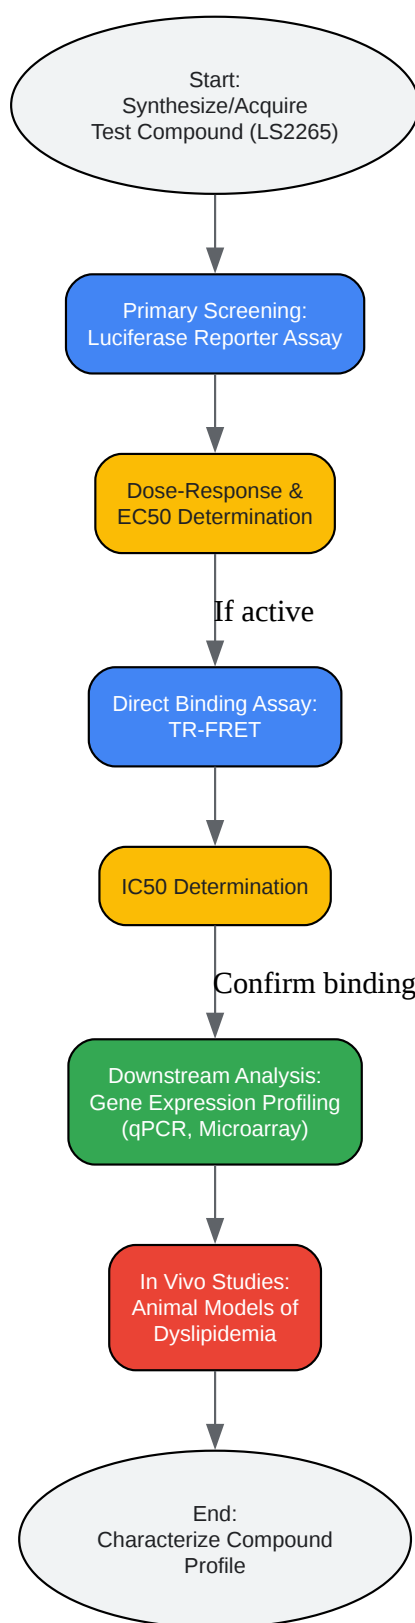 Start:
Synthesize/Acquire
Test Compound (LS2265)
Primary Screening:
Luciferase Reporter Assay
Dose-Response &
EC50 Determination
If active
Direct Binding Assay:
TR-FRET
IC50 Determination
Confirm binding
Downstream Analysis:
Gene Expression Profiling
(qPCR, Microarray)
In Vivo Studies:
Animal Models of
Dyslipidemia
End:
Characterize Compound
Profile